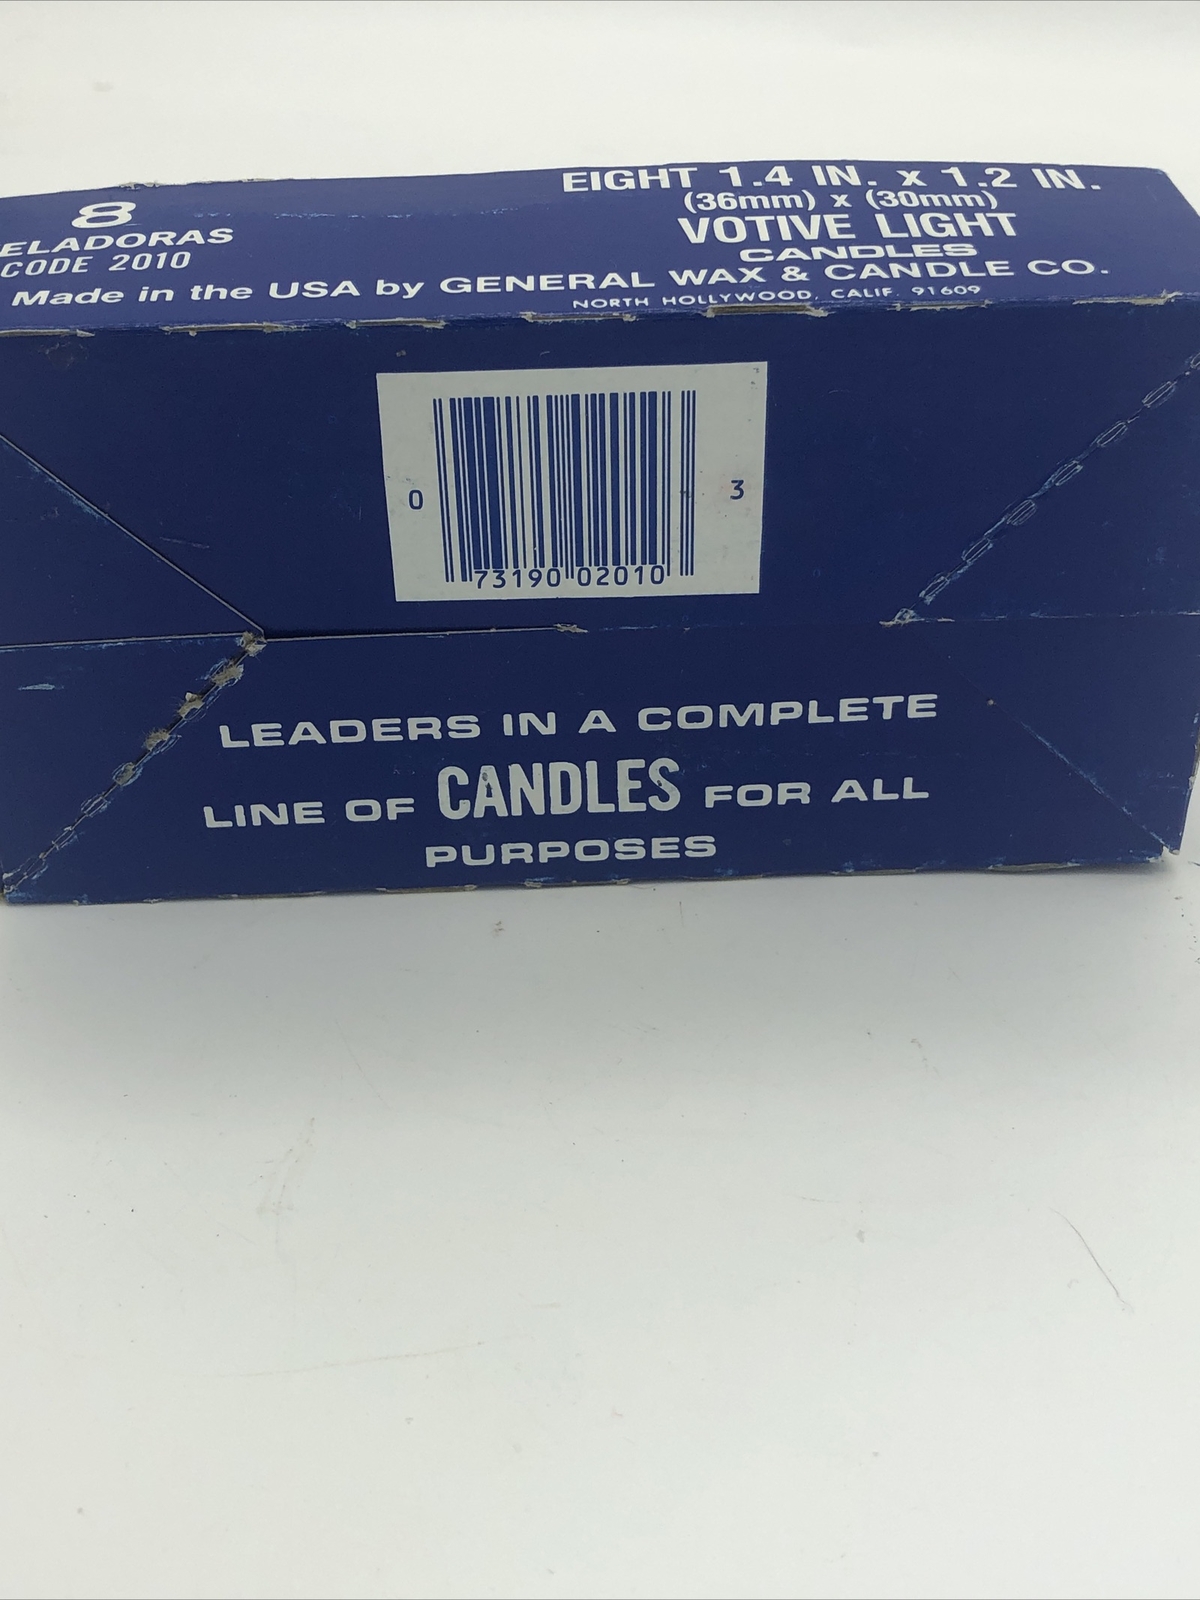 8
ELADORAS
CODE 2010
EIGHT 1.4 IN. x 1.2 IN.
(36mm) x (30mm)
VOTIVE LIGHT
CANDLES
Made in the USA by GENERAL WAX & CANDLE CO.
NORTH HOLLYWOOD, CALIF. 91609
0 73190 02010 3
LEADERS IN A COMPLETE
LINE OF CANDLES FOR ALL
PURPOSES